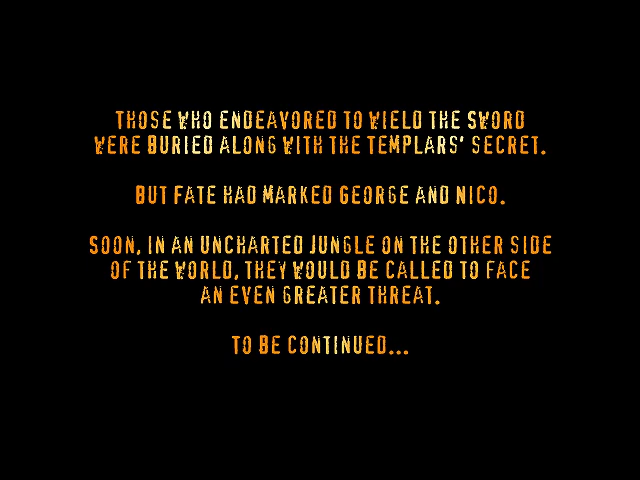 THOSE WHO ENDEAVORED TO WIELD THE SWORD
WERE BURIED ALONG WITH THE TEMPLARS' SECRET.
BUT FATE HAD MARKED GEORGE AND NICO.
SOON, IN AN UNCHARTED JUNGLE ON THE OTHER SIDE
OF THE WORLD, THEY WOULD BE CALLED TO FACE
AN EVEN GREATER THREAT.
TO BE CONTINUED...